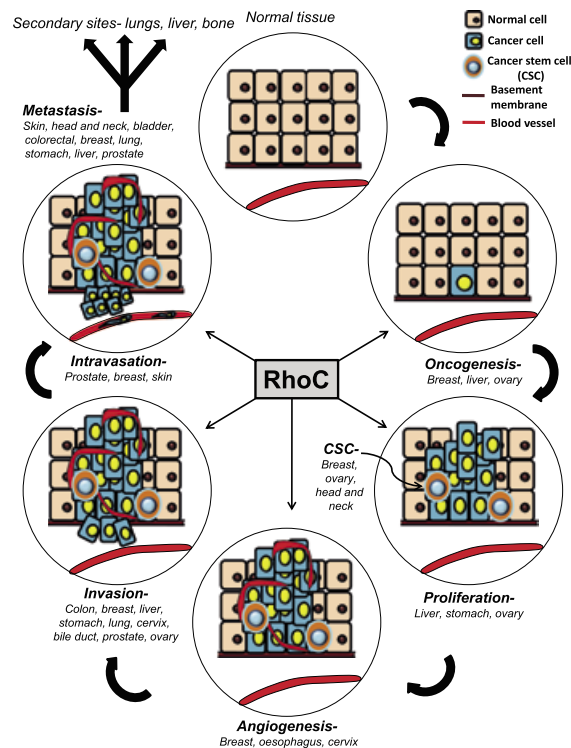 Secondary sites- lungs, liver, bone
Normal tissue
Normal cell
Cancer cell
Cancer stem cell
(CSC)
Basement
membrane
Blood vessel
Metastasis-
Skin, head and neck, bladder,
colorectal, breast, lung,
stomach, liver, prostate
Intravasation-
Prostate, breast, skin
Oncogenesis-
Breast, liver, ovary
RhoC
CSC-
Breast,
ovary,
head and
neck
Invasion-
Colon, breast, liver,
stomach, lung, cervix,
bile duct, prostate, ovary
Proliferation-
Liver, stomach, ovary
Angiogenesis-
Breast, oesophagus, cervix